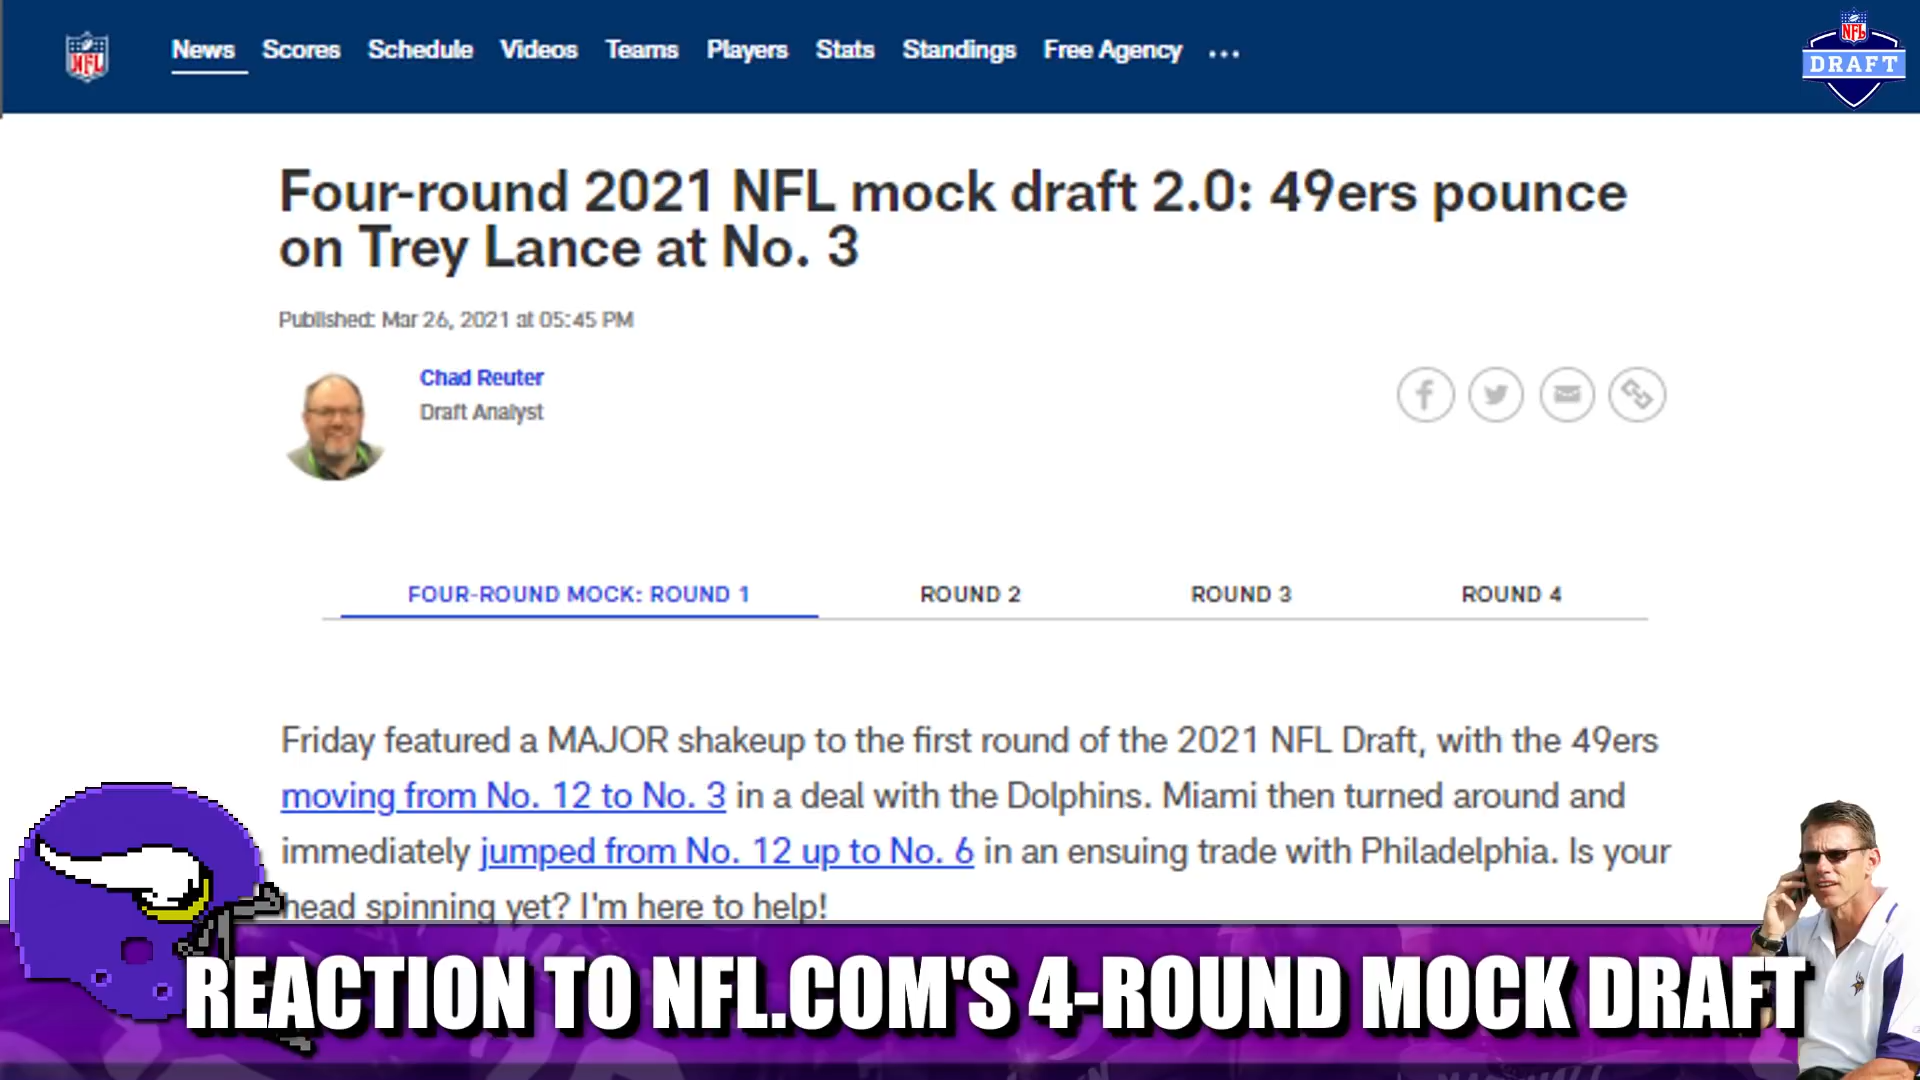 NFL
News Scores Schedule Videos Teams Players Stats Standings Free Agency ...
NFL
DRAFT
Four-round 2021 NFL mock draft 2.0: 49ers pounce
on Trey Lance at No. 3
Published: Mar 26, 2021 at 05:45 PM
Chad Reuter
Draft Analyst
FOUR-ROUND MOCK: ROUND 1 ROUND 2 ROUND 3 ROUND 4
Friday featured a MAJOR shakeup to the first round of the 2021 NFL Draft, with the 49ers
moving from No. 12 to No. 3 in a deal with the Dolphins. Miami then turned around and
immediately jumped from No. 12 up to No. 6 in an ensuing trade with Philadelphia. Is your
head spinning yet? I'm here to help!
REACTION TO NFL.COM'S 4-ROUND MOCK DRAFT